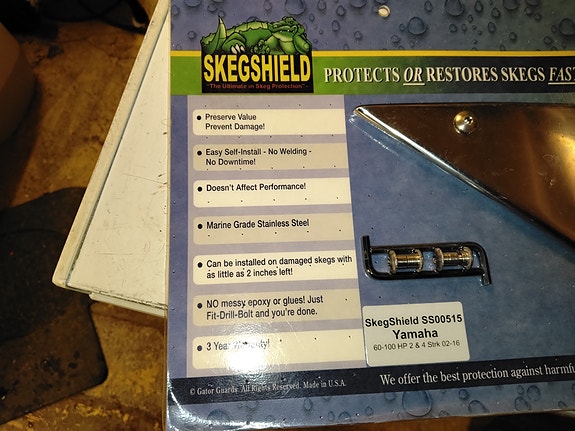 SKEGSHIELD
"The Ultimate in Skeg Protection"
PROTECTS OR RESTORES SKEGS FAST
• Preserve Value
Prevent Damage!
• Easy Self-Install - No Welding -
No Downtime!
• Doesn't Affect Performance!
• Marine Grade Stainless Steel
• Can be installed on damaged skegs with
as little as 2 inches left!
• NO messy epoxy or glues! Just
Fit-Drill-Bolt and you're done.
• 3 Year Warranty!
SkegShield SS00515
Yamaha
60-100 HP 2 & 4 Strk 02-16
© Gator Guards. All Rights Reserved. Made in U.S.A.
We offer the best protection against harmfu